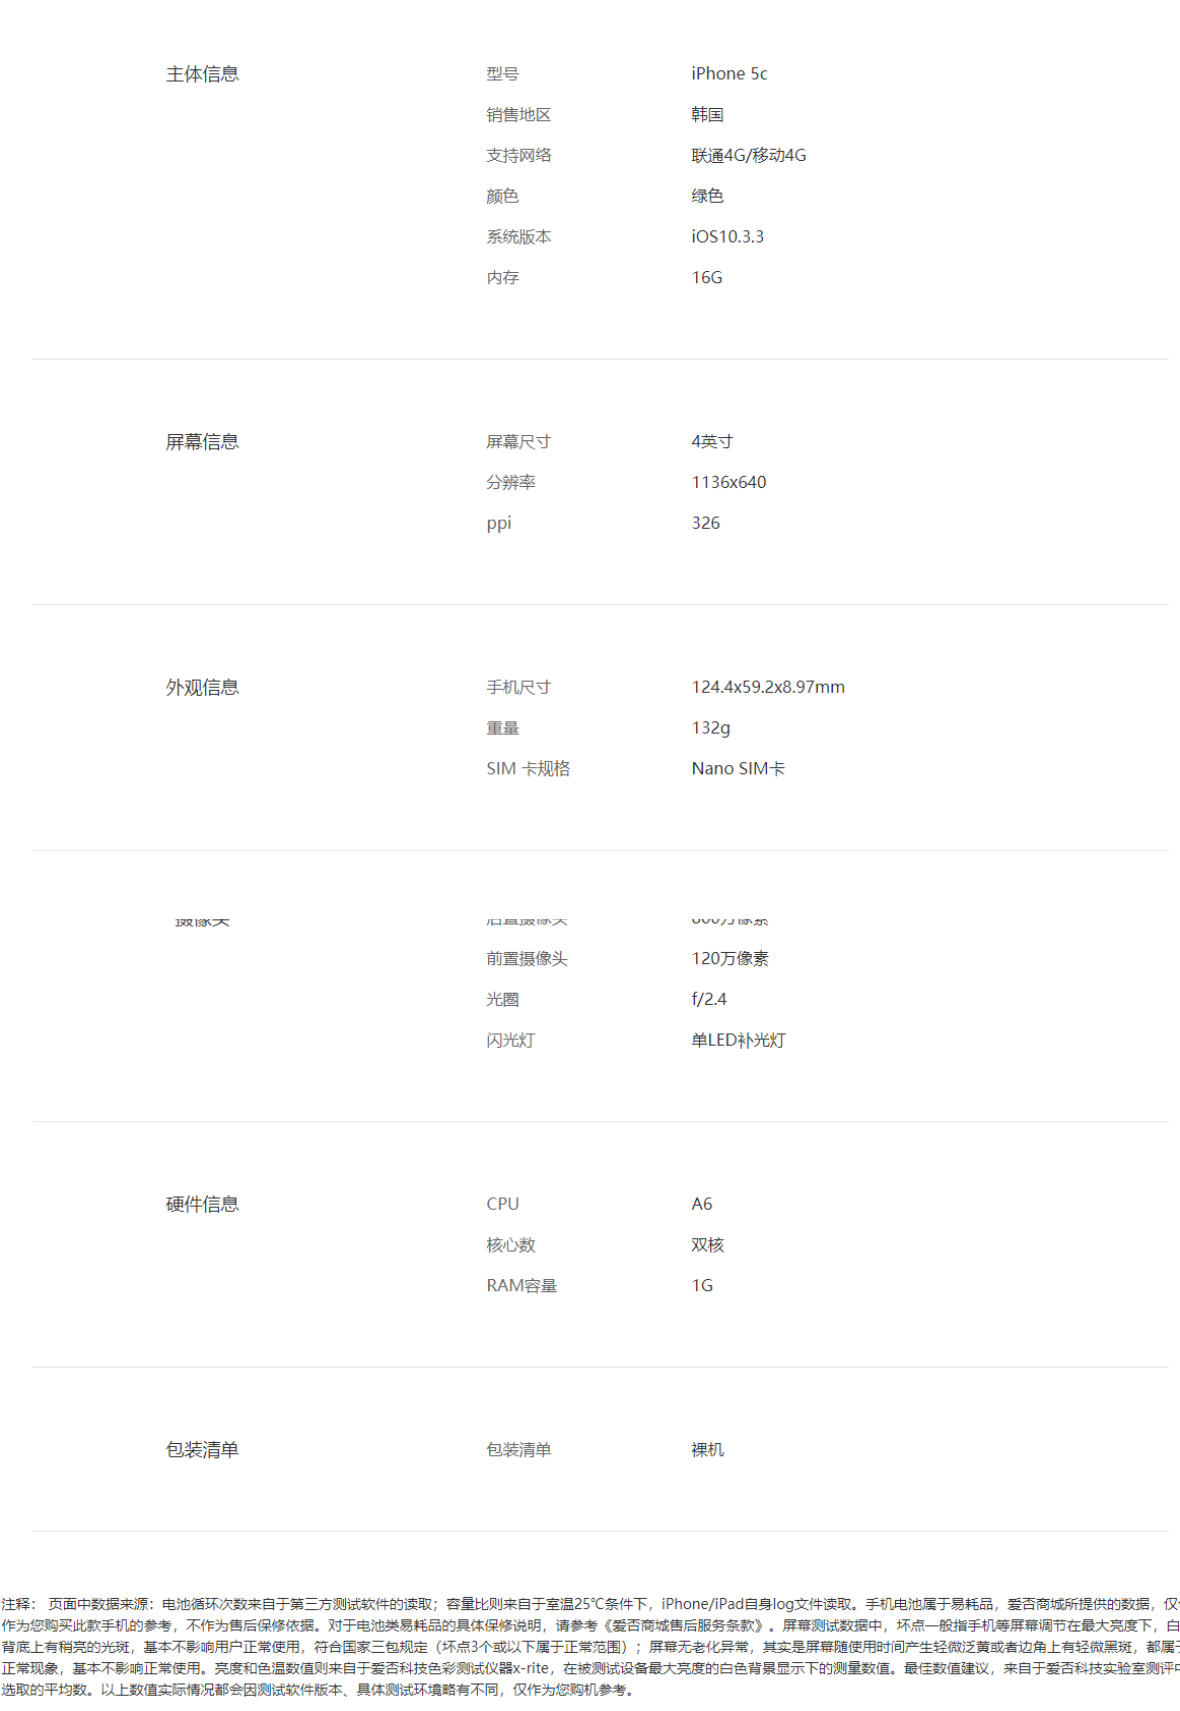 主体信息 型号 iPhone 5c
销售地区 韩国
支持网络 联通4G/移动4G
颜色 绿色
系统版本 iOS10.3.3
内存 16G
屏幕信息 屏幕尺寸 4英寸
分辨率 1136x640
ppi 326
外观信息 手机尺寸 124.4x59.2x8.97mm
重量 132g
SIM 卡规格 Nano SIM卡
摄像头 后置摄像头 800万像素
前置摄像头 120万像素
光圈 f/2.4
闪光灯 单LED补光灯
硬件信息 CPU A6
核心数 双核
RAM容量 1G
包装清单 包装清单 裸机
注释： 页面中数据来源：电池循环次数来自于第三方测试软件的读取；容量比则来自于室温25℃条件下，iPhone/iPad自身log文件读取。手机电池属于易耗品，爱否商城所提供的数据，仅
作为您购买此款手机的参考，不作为售后保修依据。对于电池类易耗品的具体保修说明，请参考《爱否商城售后服务条款》。屏幕测试数据中，坏点一般指手机等屏幕调节在最大亮度下，白
背底上有稍亮的光斑，基本不影响用户正常使用，符合国家三包规定（坏点3个或以下属于正常范围）；屏幕无老化异常，其实是屏幕随使用时间产生轻微泛黄或者边角上有轻微黑斑，都属于
正常现象，基本不影响正常使用。亮度和色温数值则来自于爱否科技色彩测试仪器x-rite，在被测试设备最大亮度的白色背景显示下的测量数值。最佳数值建议，来自于爱否科技实验室测评中
选取的平均数。以上数值实际情况都会因测试软件版本、具体测试环境略有不同，仅作为您购机参考。